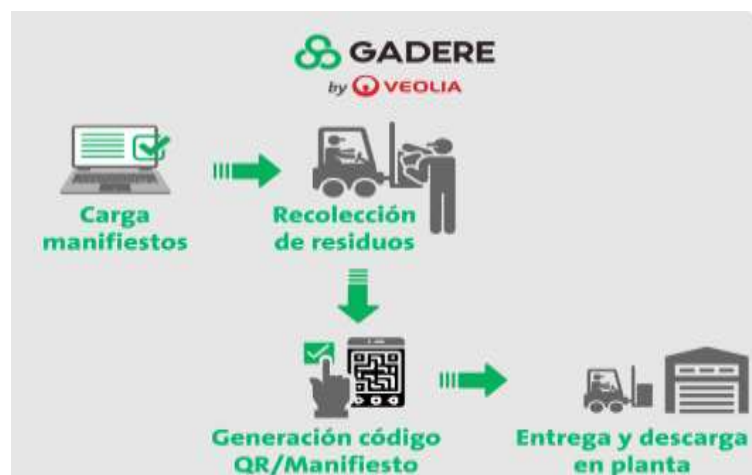 GADERE
by VEOLIA
Carga
manifiestos
Recolección
de residuos
Generación código
QR/Manifiesto
Entrega y descarga
en planta